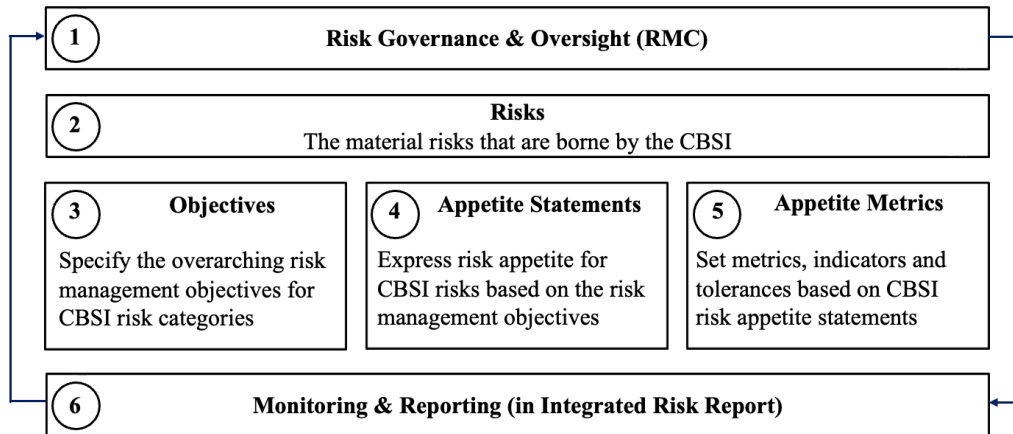 1
Risk Governance & Oversight (RMC)
2
Risks
The material risks that are borne by the CBSI
3
Objectives
Specify the overarching risk
management objectives for
CBSI risk categories
4
Appetite Statements
Express risk appetite for
CBSI risks based on the risk
management objectives
5
Appetite Metrics
Set metrics, indicators and
tolerances based on CBSI
risk appetite statements
6
Monitoring & Reporting (in Integrated Risk Report)